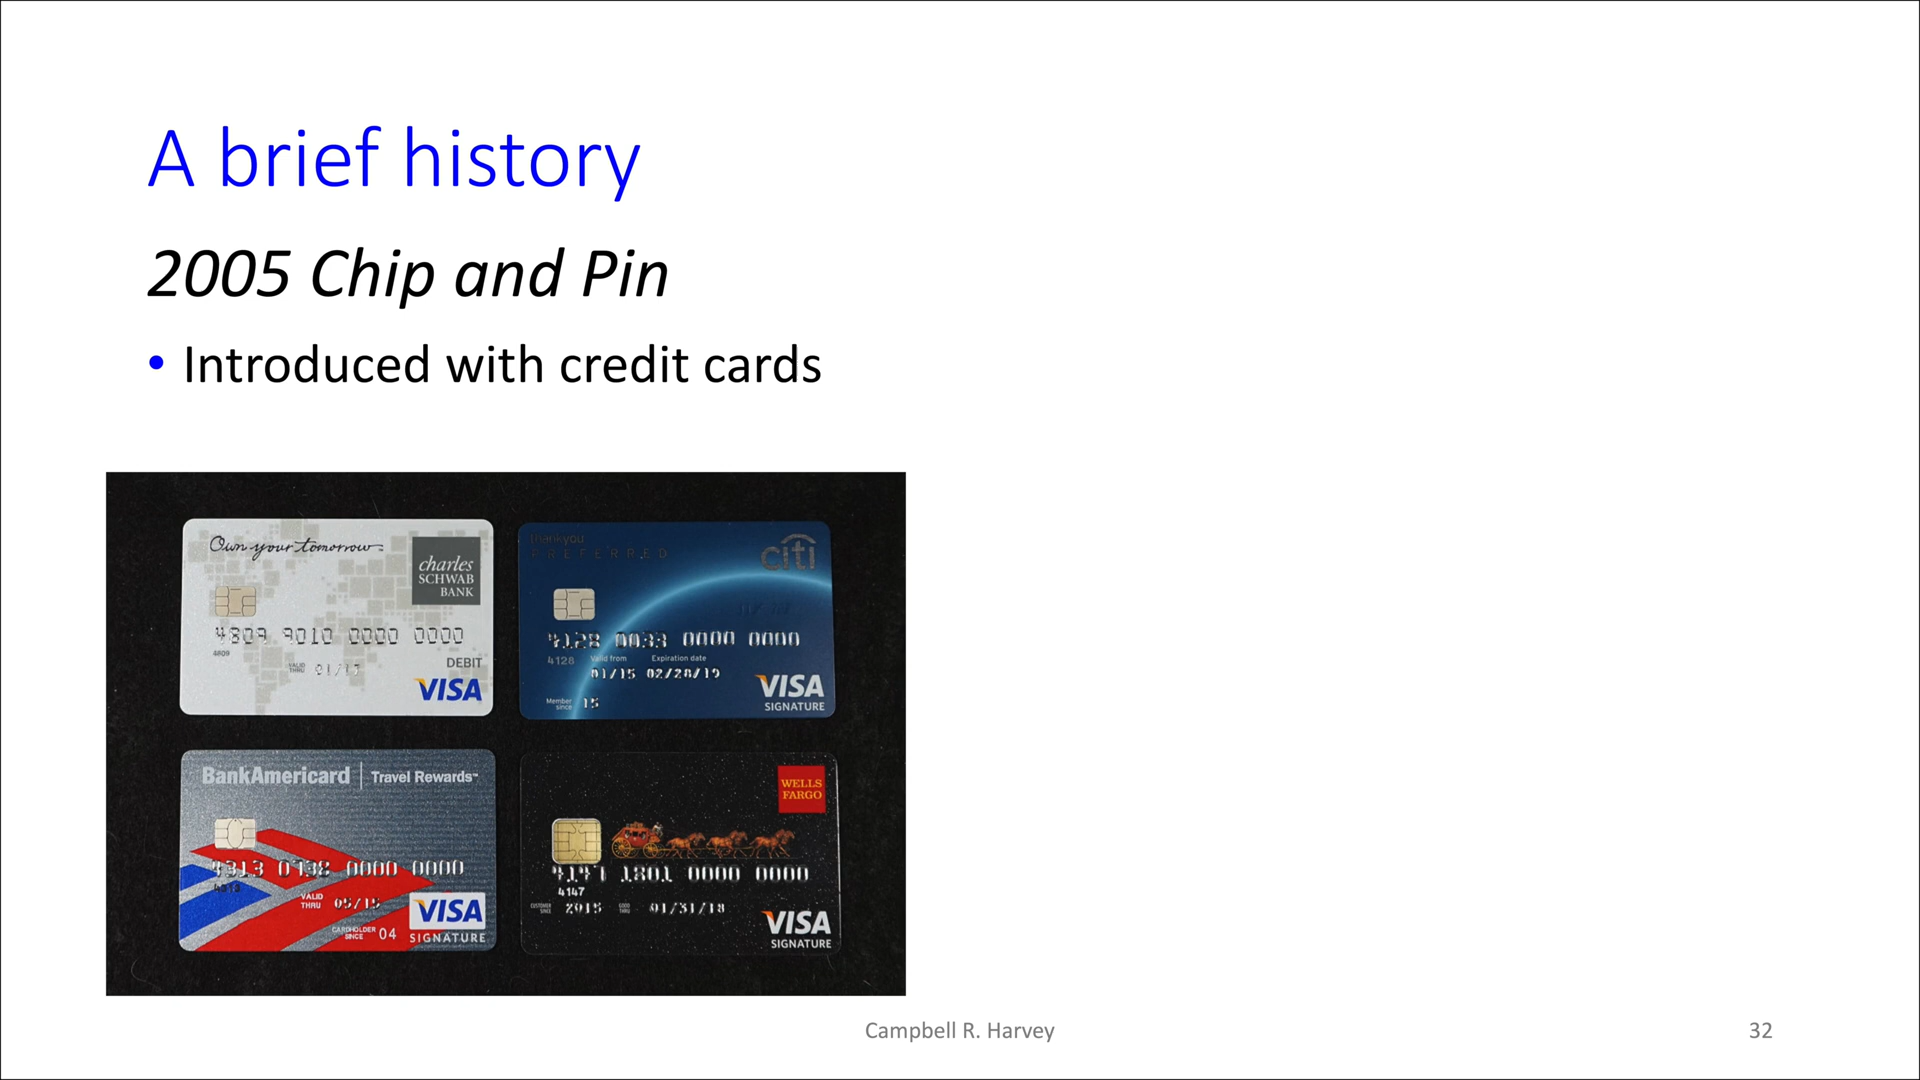 A brief history
2005 Chip and Pin
• Introduced with credit cards
Own your tomorrow.
charles
SCHWAB
BANK
4809 9010 0000 0000
4809
VALID
THRU 01/17
DEBIT
VISA
thankyou
PREFERRED
citi
4128 0033 0000 0000
4128
Valid from Expiration date
01/15 02/28/19
Member
since 15
VISA
SIGNATURE
BankAmericard Travel Rewards℠
4313 0738 0000 0000
4313
VALID
THRU 05/15
CARDHOLDER
SINCE 04
VISA
SIGNATURE
WELLS
FARGO
4147 1801 0000 0000
4147
CUSTOMER
SINCE 2015 GOOD
THRU 01/31/18
VISA
SIGNATURE
Campbell R. Harvey
32